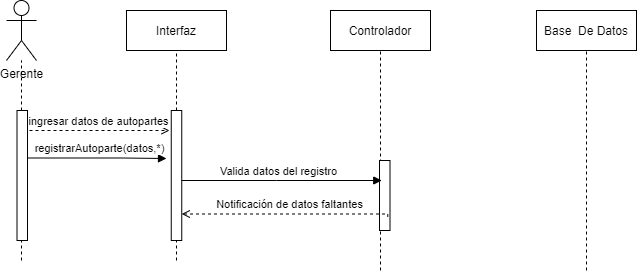 Interfaz
Controlador
Base De Datos
Gerente
ingresar datos de autopartes
registrarAutoparte(datos,*)
Valida datos del registro
Notificación de datos faltantes